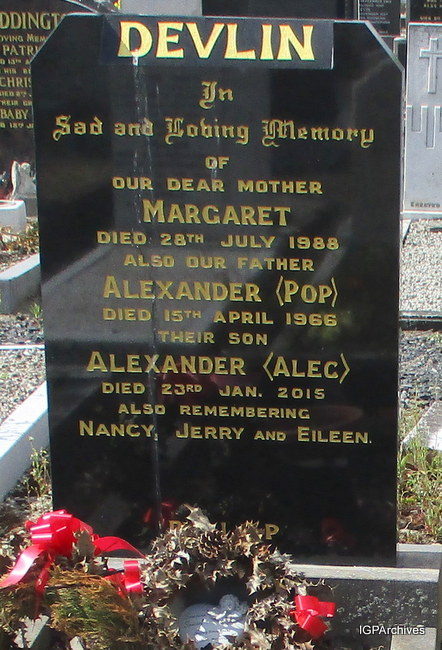 DEVLIN
In
Sad and Loving Memory
OF
OUR DEAR MOTHER
MARGARET
DIED 28TH JULY 1988
ALSO OUR FATHER
ALEXANDER (POP)
DIED 15TH APRIL 1966
THEIR SON
ALEXANDER (ALEC)
DIED 23RD JAN. 2015
ALSO REMEMBERING
NANCY, JERRY AND EILEEN.
IGPArchives